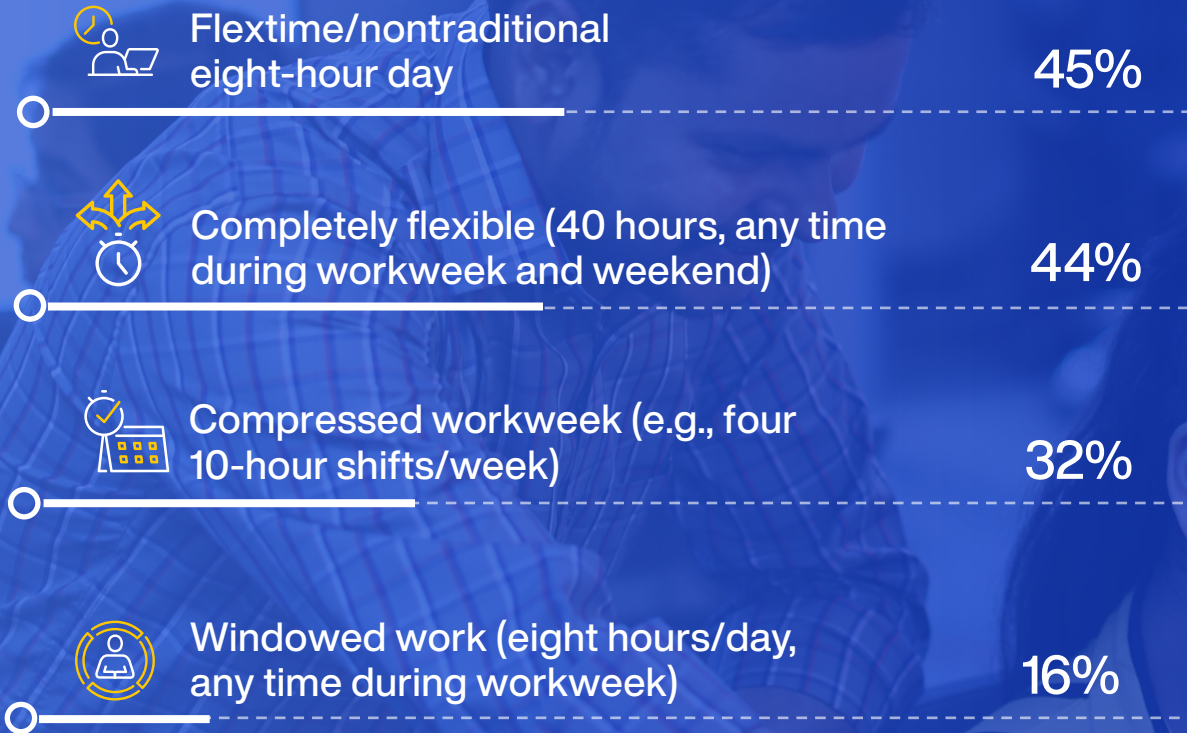 Flextime/nontraditional
eight-hour day
45%
Completely flexible (40 hours, any time
during workweek and weekend)
44%
Compressed workweek (e.g., four
10-hour shifts/week)
32%
Windowed work (eight hours/day,
any time during workweek)
16%